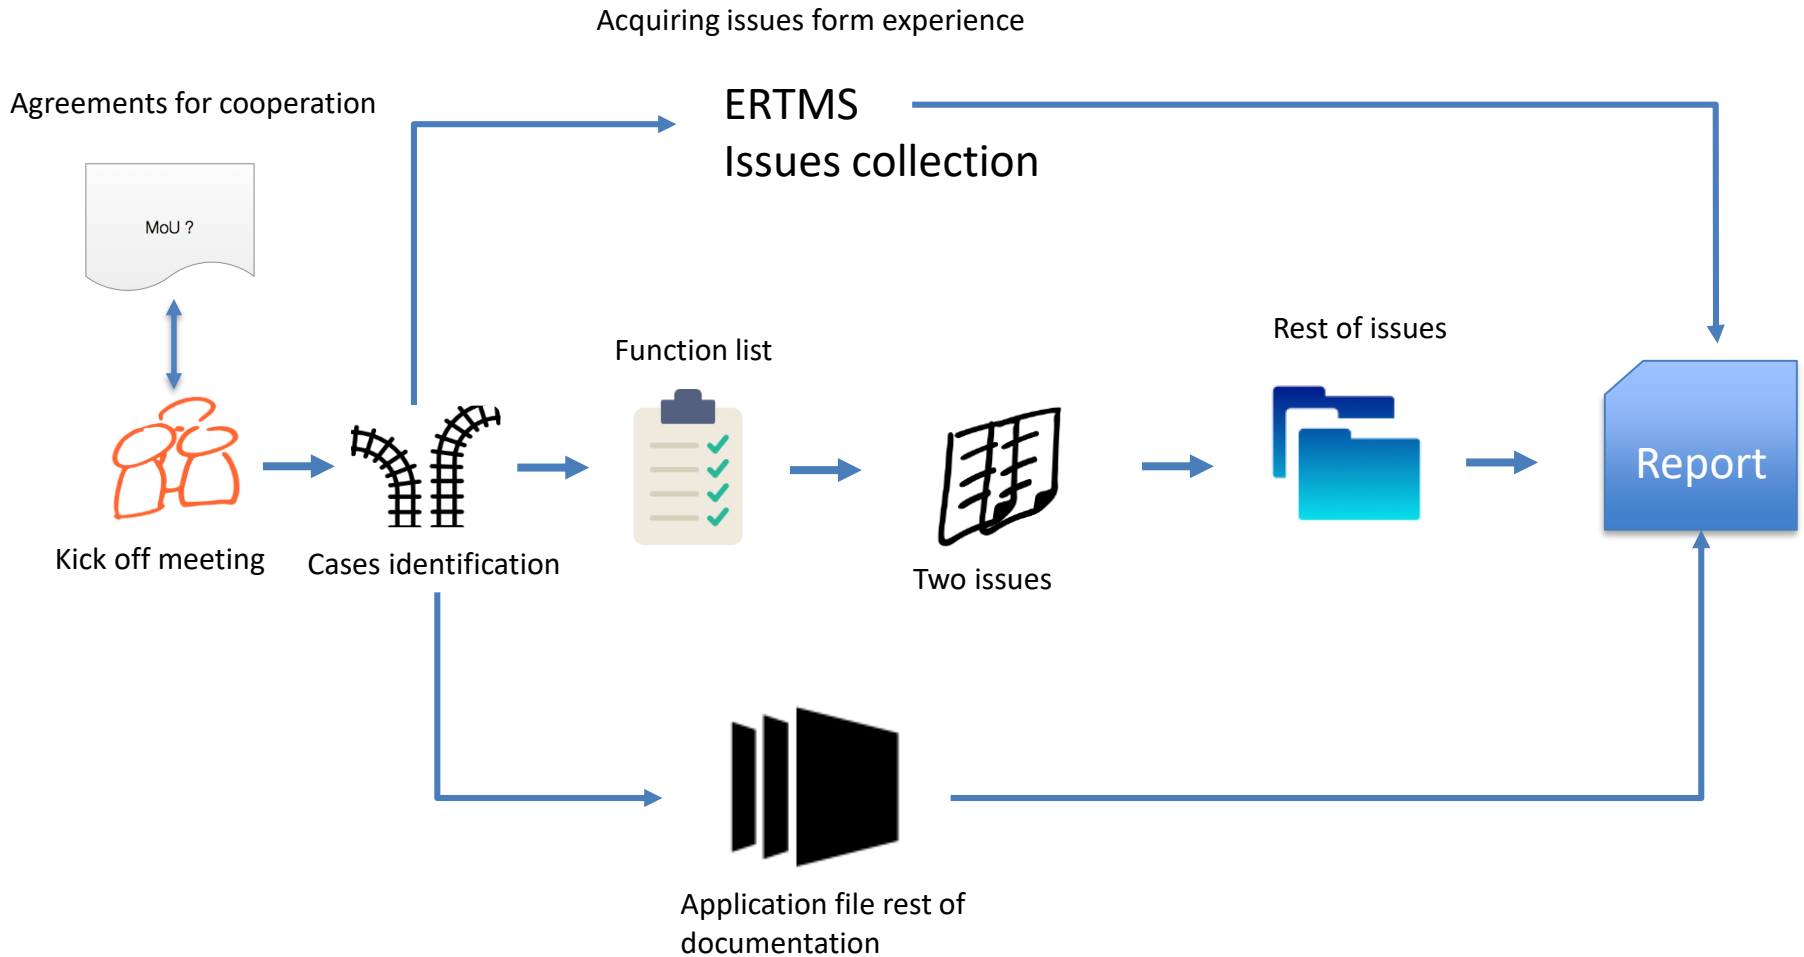 Acquiring issues form experience
Agreements for cooperation
ERTMS
Issues collection
MoU ?
Function list
Rest of issues
Report
Kick off meeting
Cases identification
Two issues
Application file rest of
documentation